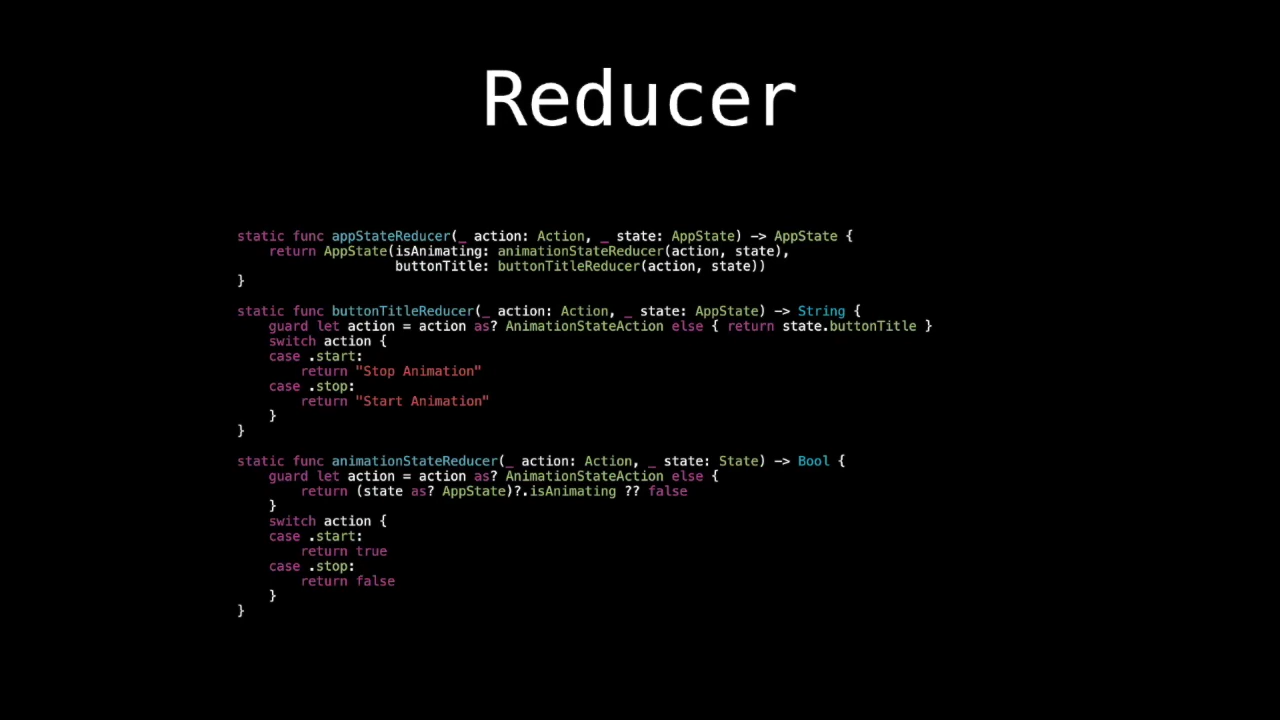 Reducer
static func appStateReducer(_ action: Action, _ state: AppState) -> AppState {
    return AppState(isAnimating: animationStateReducer(action, state),
                    buttonTitle: buttonTitleReducer(action, state))
}
static func buttonTitleReducer(_ action: Action, _ state: AppState) -> String {
    guard let action = action as? AnimationStateAction else { return state.buttonTitle }
    switch action {
    case .start:
        return "Stop Animation"
    case .stop:
        return "Start Animation"
    }
}
static func animationStateReducer(_ action: Action, _ state: State) -> Bool {
    guard let action = action as? AnimationStateAction else {
        return (state as? AppState)?.isAnimating ?? false
    }
    switch action {
    case .start:
        return true
    case .stop:
        return false
    }
}